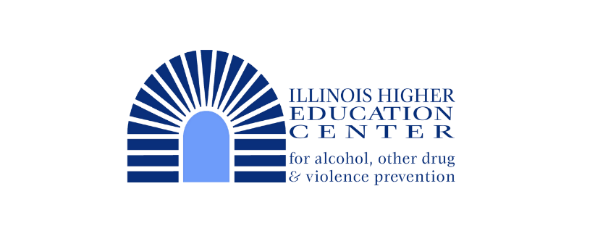 ILLINOIS HIGHER
EDUCATION
CENTER
for alcohol, other drug
& violence prevention